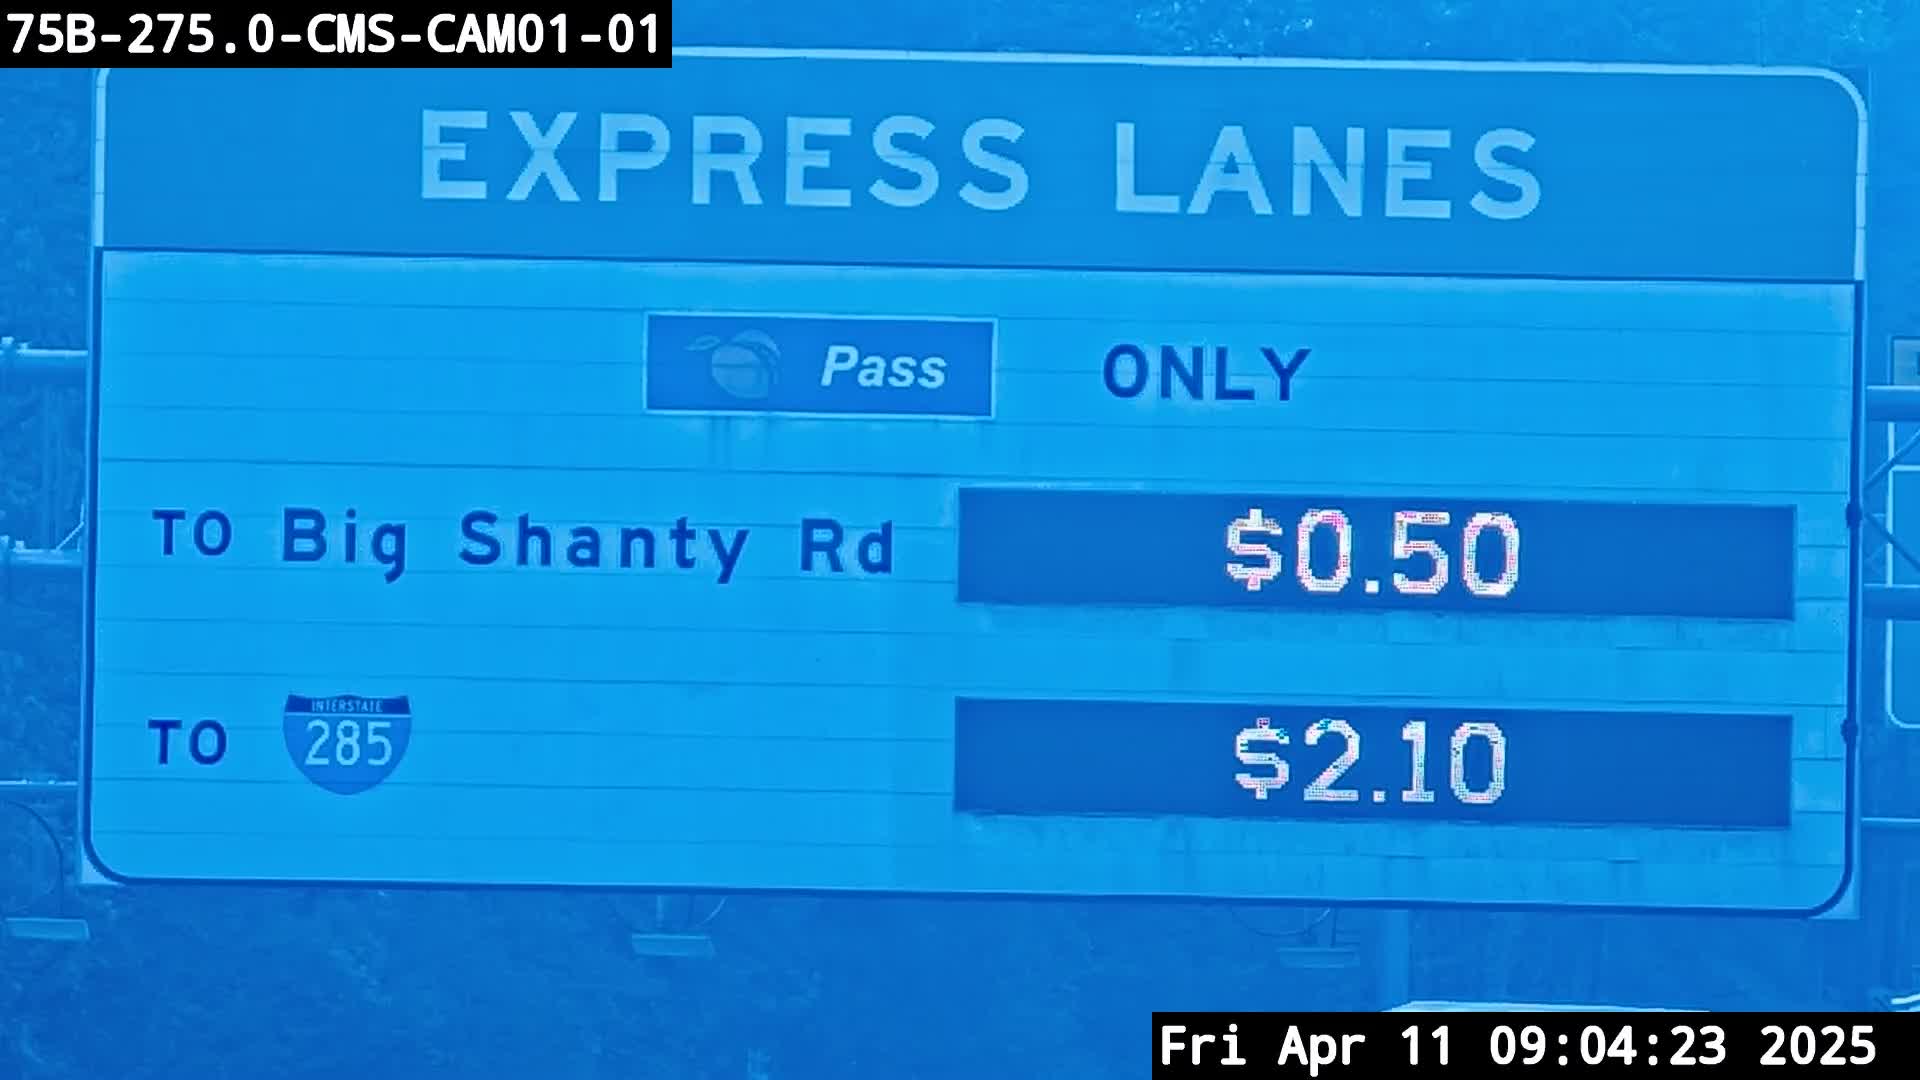 75B-275.0-CMS-CAM01-01
EXPRESS LANES
Pass ONLY
TO Big Shanty Rd $0.50
TO INTERSTATE 285 $2.10
Fri Apr 11 09:04:23 2025